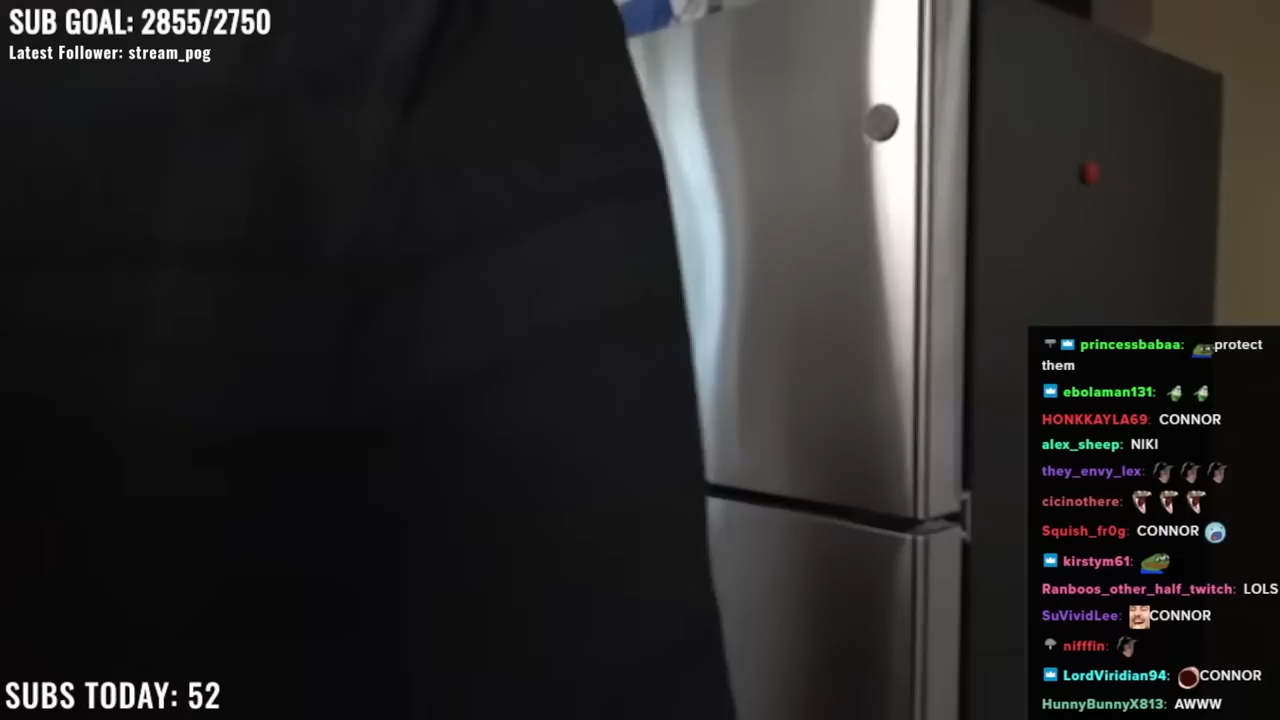 SUB GOAL: 2855/2750
Latest Follower: stream_pog
princessbabaa: protect
them
ebolaman131:
HONKKAYLA69: CONNOR
alex_sheep: NIKI
they_envy_lex:
cicinothere:
Squish_fr0g: CONNOR
kirstym61:
Ranboos_other_half_twitch: LOLS
SuVividLee: CONNOR
nifffin:
LordViridian94: CONNOR
HunnyBunnyX813: AWWW
SUBS TODAY: 52